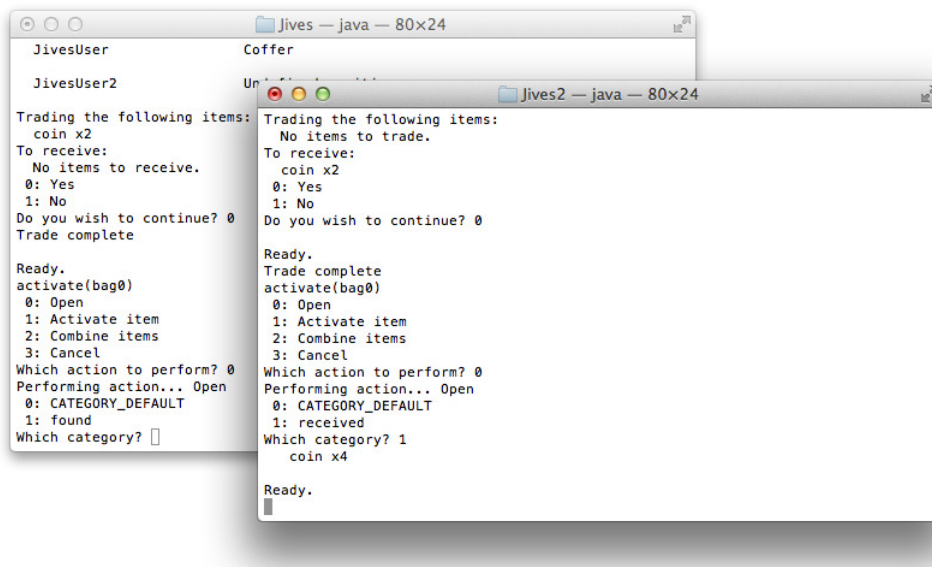 Jives — java — 80×24
JivesUser Coffer
JivesUser2
Trading the following items:
coin x2
To receive:
No items to receive.
0: Yes
1: No
Do you wish to continue? 0
Trade complete
Ready.
activate(bag0)
0: Open
1: Activate item
2: Combine items
3: Cancel
Which action to perform? 0
Performing action... Open
0: CATEGORY_DEFAULT
1: found
Which category?
Jives2 — java — 80×24
Trading the following items:
No items to trade.
To receive:
coin x2
0: Yes
1: No
Do you wish to continue? 0
Ready.
Trade complete
activate(bag0)
0: Open
1: Activate item
2: Combine items
3: Cancel
Which action to perform? 0
Performing action... Open
0: CATEGORY_DEFAULT
1: received
Which category? 1
coin x4
Ready.